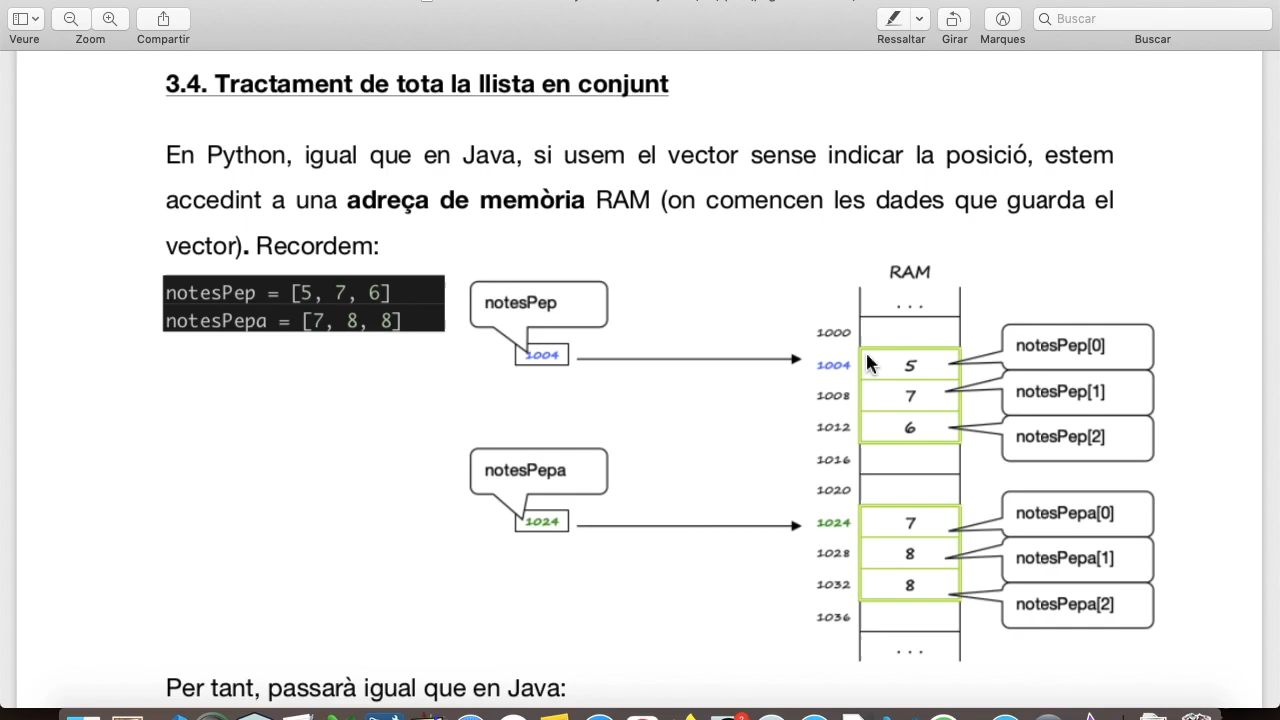 Veure
Zoom
Compartir
Ressaltar
Girar
Marques
Buscar
Buscar
3.4. Tractament de tota la llista en conjunt
En Python, igual que en Java, si usem el vector sense indicar la posició, estem
accedint a una adreça de memòria RAM (on comencen les dades que guarda el
vector). Recordem:
notesPep = [5, 7, 6]
notesPepa = [7, 8, 8]
notesPep
1004
notesPepa
1024
RAM
...
1000
1004 5 notesPep[0]
1008 7 notesPep[1]
1012 6 notesPep[2]
1016
1020
1024 7 notesPepa[0]
1028 8 notesPepa[1]
1032 8 notesPepa[2]
1036
...
Per tant, passarà igual que en Java: